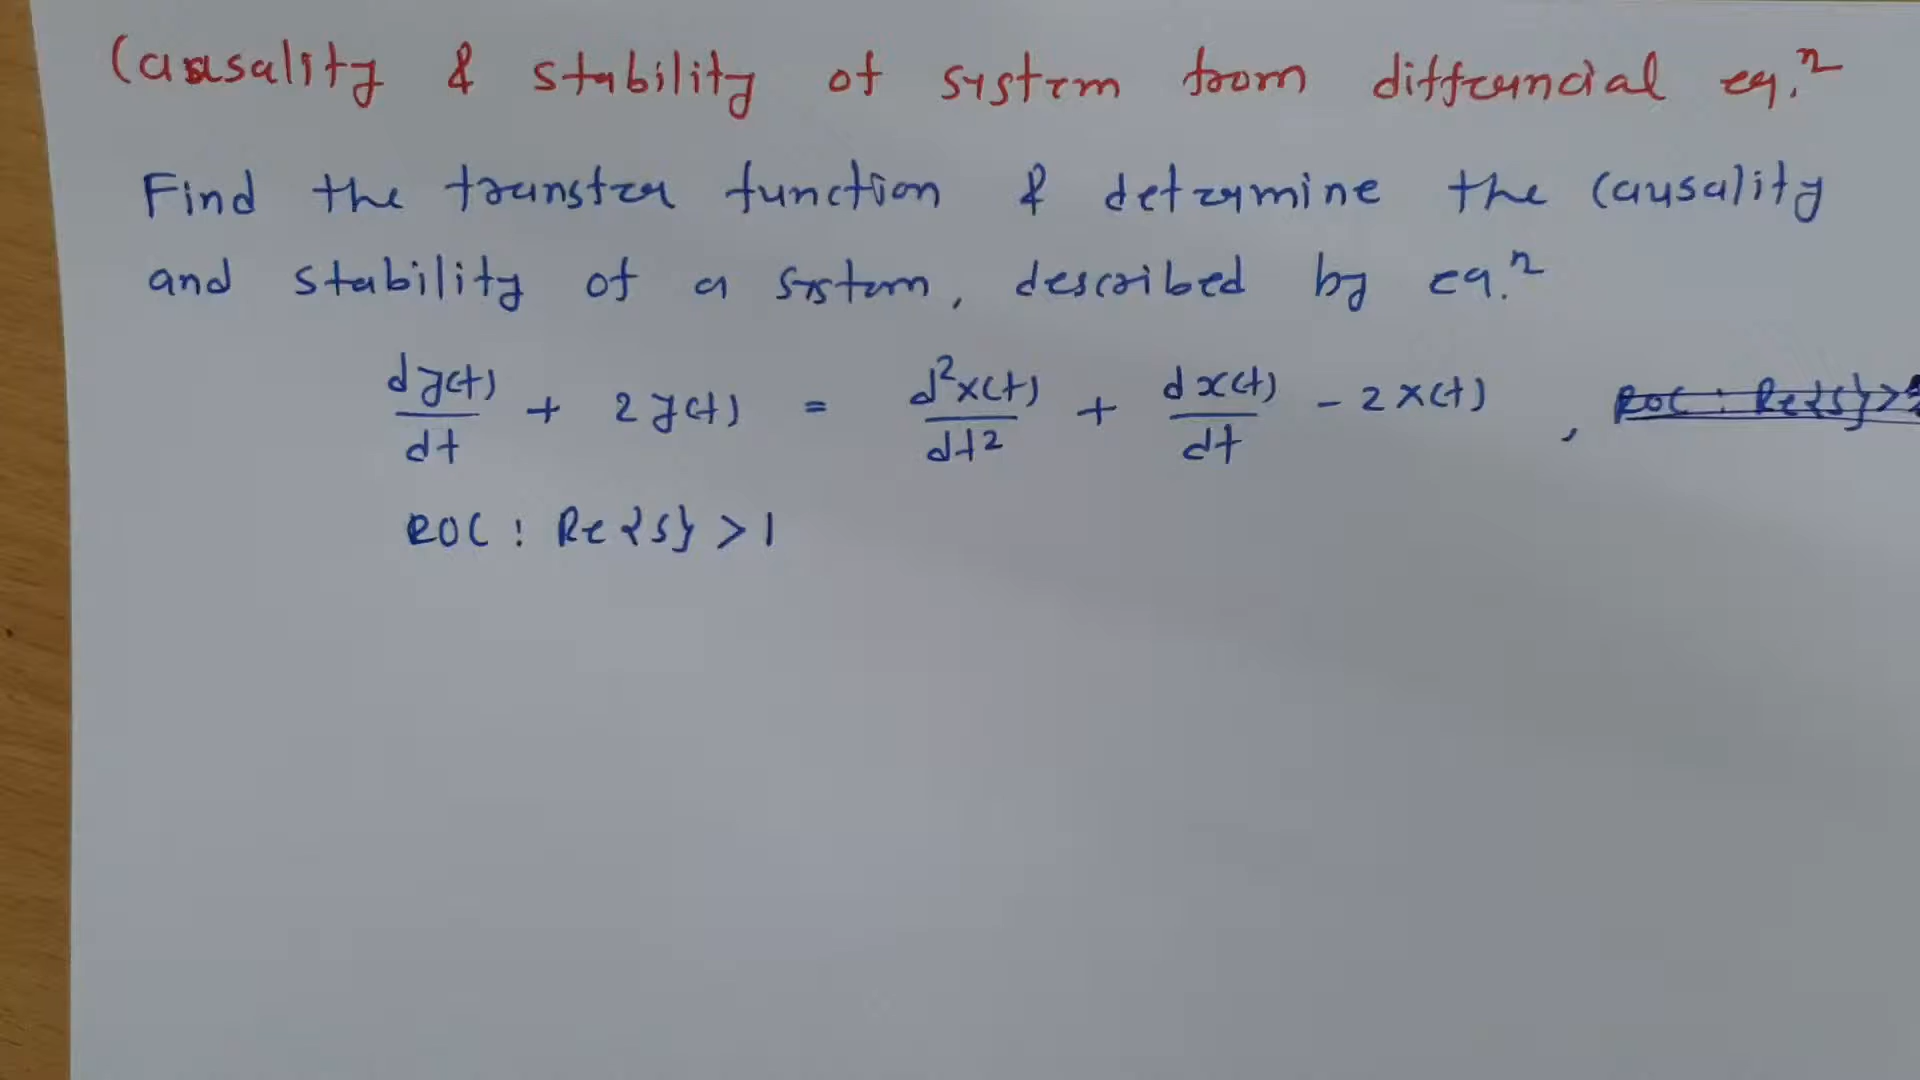 Causality & stability of system from differencial eq.n
Find the transfer function & determine the causality
and stability of a system, described by eq.n
dy(t)/dt + 2y(t) = d²x(t)/dt² + dx(t)/dt - 2x(t) ,
ROC : Re{s} > 1